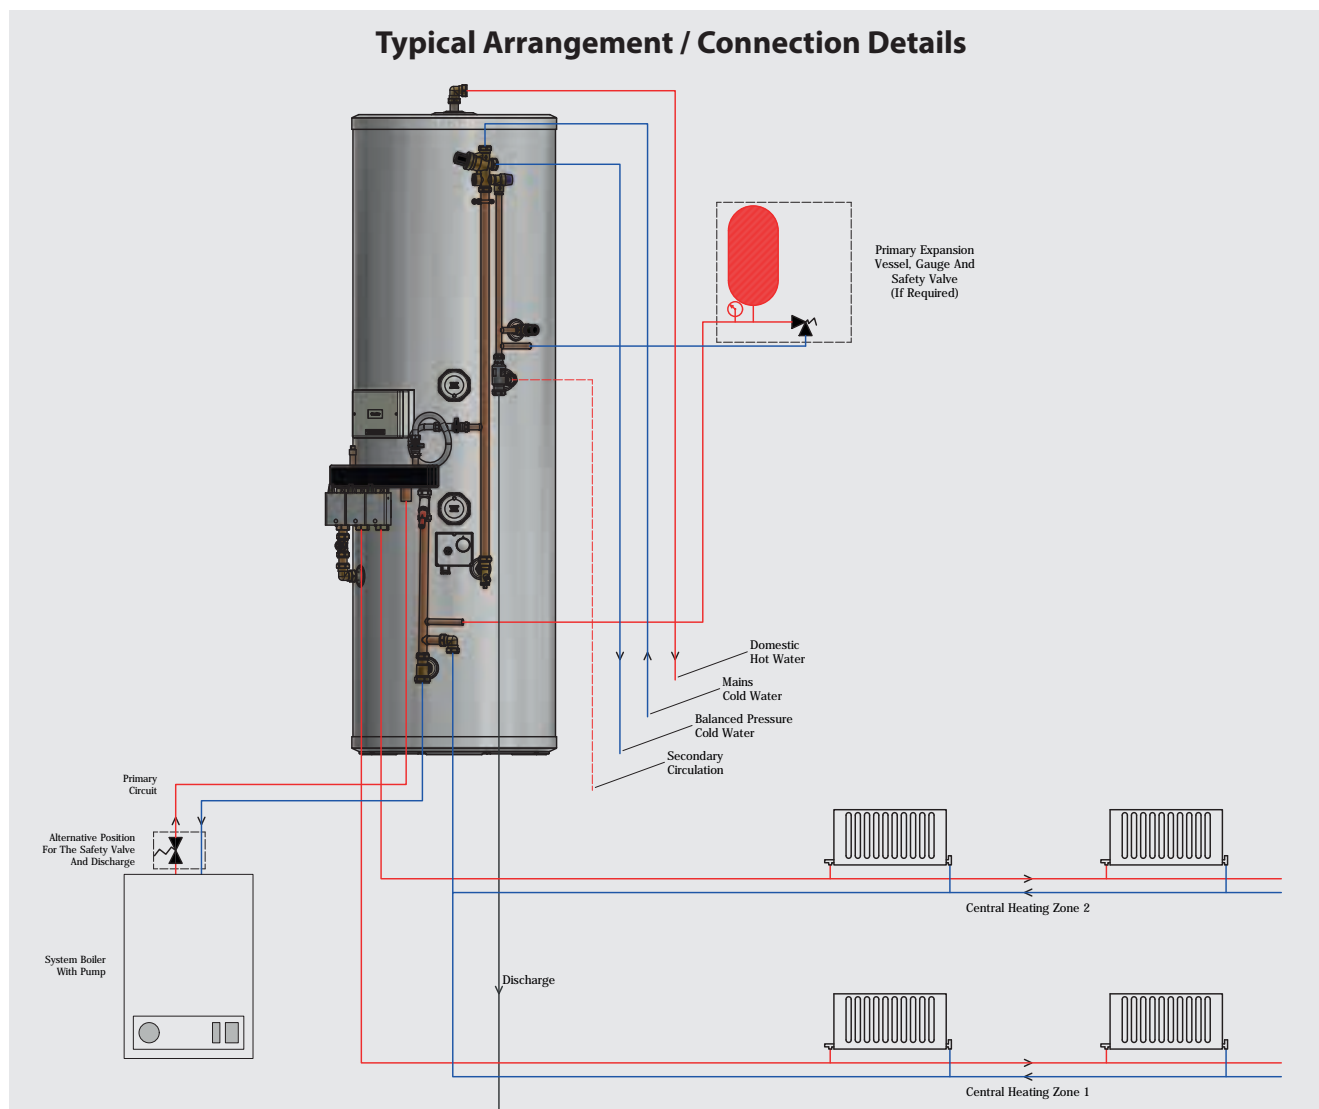 Typical Arrangement / Connection Details
Primary Expansion
Vessel, Gauge And
Safety Valve
(If Required)
Domestic
Hot Water
Mains
Cold Water
Balanced Pressure
Cold Water
Secondary
Circulation
Primary
Circuit
Alternative Position
For The Safety Valve
And Discharge
System Boiler
With Pump
Discharge
Central Heating Zone 2
Central Heating Zone 1